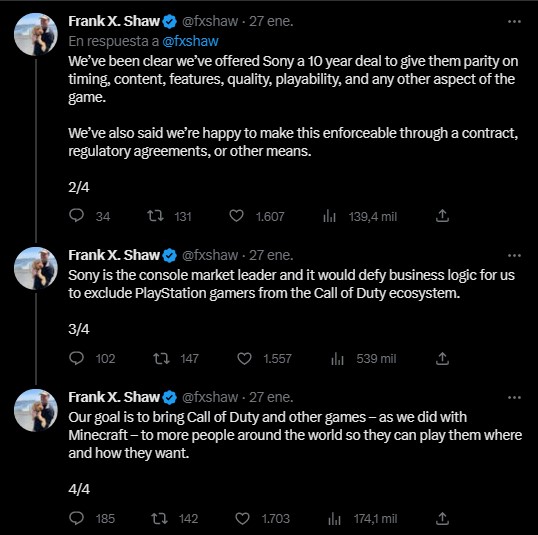 Frank X. Shaw @fxshaw · 27 ene.
En respuesta a @fxshaw
We've been clear we've offered Sony a 10 year deal to give them parity on
timing, content, features, quality, playability, and any other aspect of the
game.
We've also said we're happy to make this enforceable through a contract,
regulatory agreements, or other means.
2/4
34 131 1.607 139,4 mil
Frank X. Shaw @fxshaw · 27 ene.
Sony is the console market leader and it would defy business logic for us
to exclude PlayStation gamers from the Call of Duty ecosystem.
3/4
102 147 1.557 539 mil
Frank X. Shaw @fxshaw · 27 ene.
Our goal is to bring Call of Duty and other games – as we did with
Minecraft – to more people around the world so they can play them where
and how they want.
4/4
185 142 1.703 174,1 mil